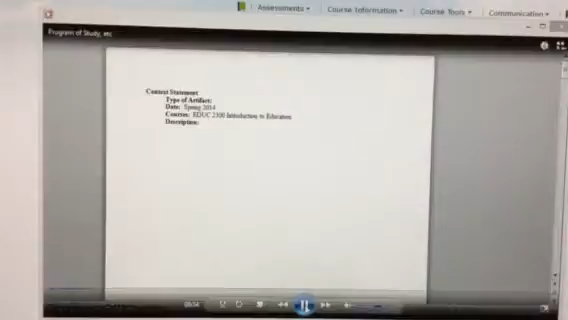 Assessments
Course Information
Course Tools
Communication
Program of Study, etc
Context Statement
Type of Artifact:
Date: Spring 2014
Courses: EDUC 2300 Introduction to Education
Description: